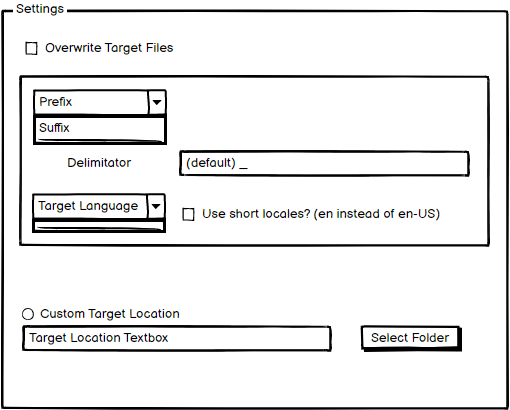 Settings
Overwrite Target Files
Prefix
Suffix
Delimitator
(default) _
Target Language
Use short locales? (en instead of en-US)
Custom Target Location
Target Location Textbox
Select Folder